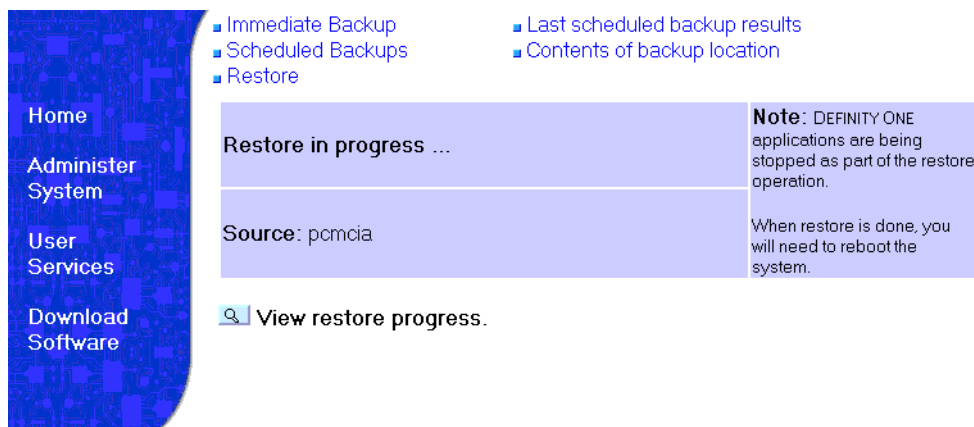 Immediate Backup
Last scheduled backup results
Scheduled Backups
Contents of backup location
Restore
Home
Administer
System
User
Services
Download
Software
Restore in progress ...
Source: pcmcia
Note: DEFINITY ONE
applications are being
stopped as part of the restore
operation.
When restore is done, you
will need to reboot the
system.
View restore progress.